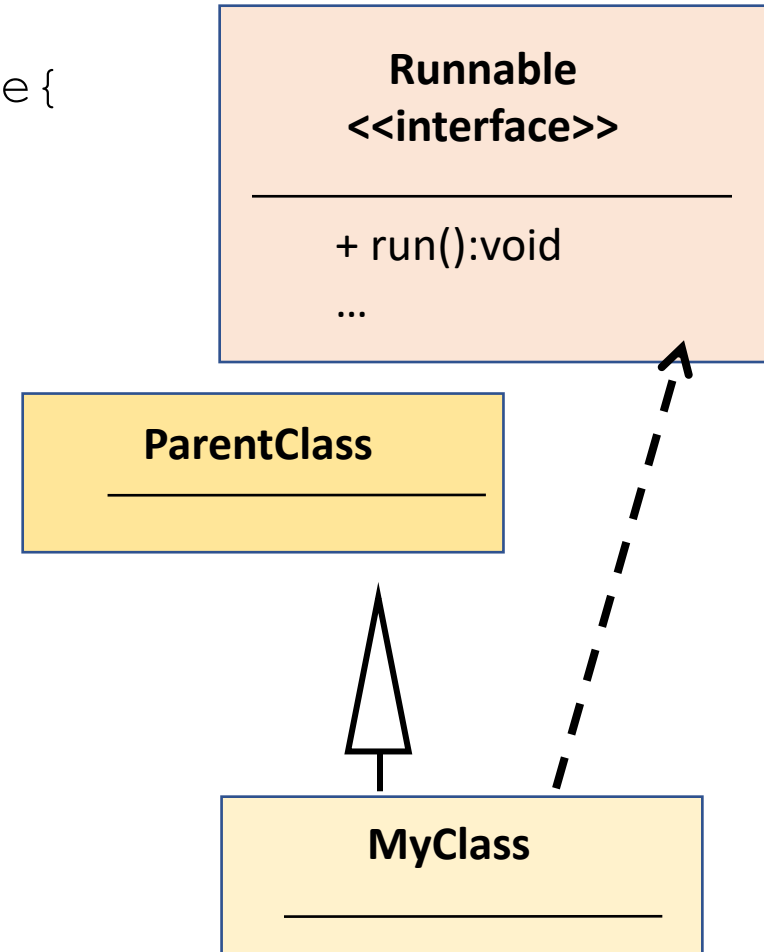 e{
Runnable
<<interface>>
+ run():void
...
ParentClass
MyClass